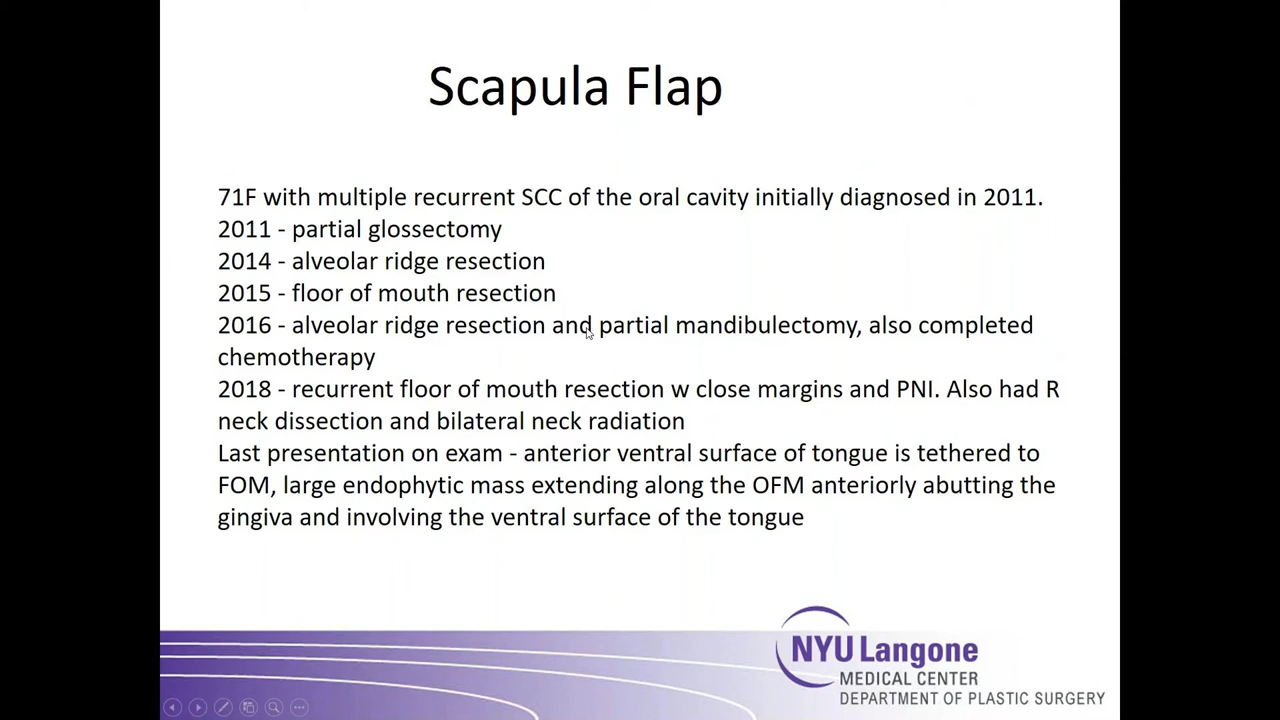 Scapula Flap
71F with multiple recurrent SCC of the oral cavity initially diagnosed in 2011.
2011 - partial glossectomy
2014 - alveolar ridge resection
2015 - floor of mouth resection
2016 - alveolar ridge resection and partial mandibulectomy, also completed
chemotherapy
2018 - recurrent floor of mouth resection w close margins and PNI. Also had R
neck dissection and bilateral neck radiation
Last presentation on exam - anterior ventral surface of tongue is tethered to
FOM, large endophytic mass extending along the OFM anteriorly abutting the
gingiva and involving the ventral surface of the tongue
NYU Langone
MEDICAL CENTER
DEPARTMENT OF PLASTIC SURGERY